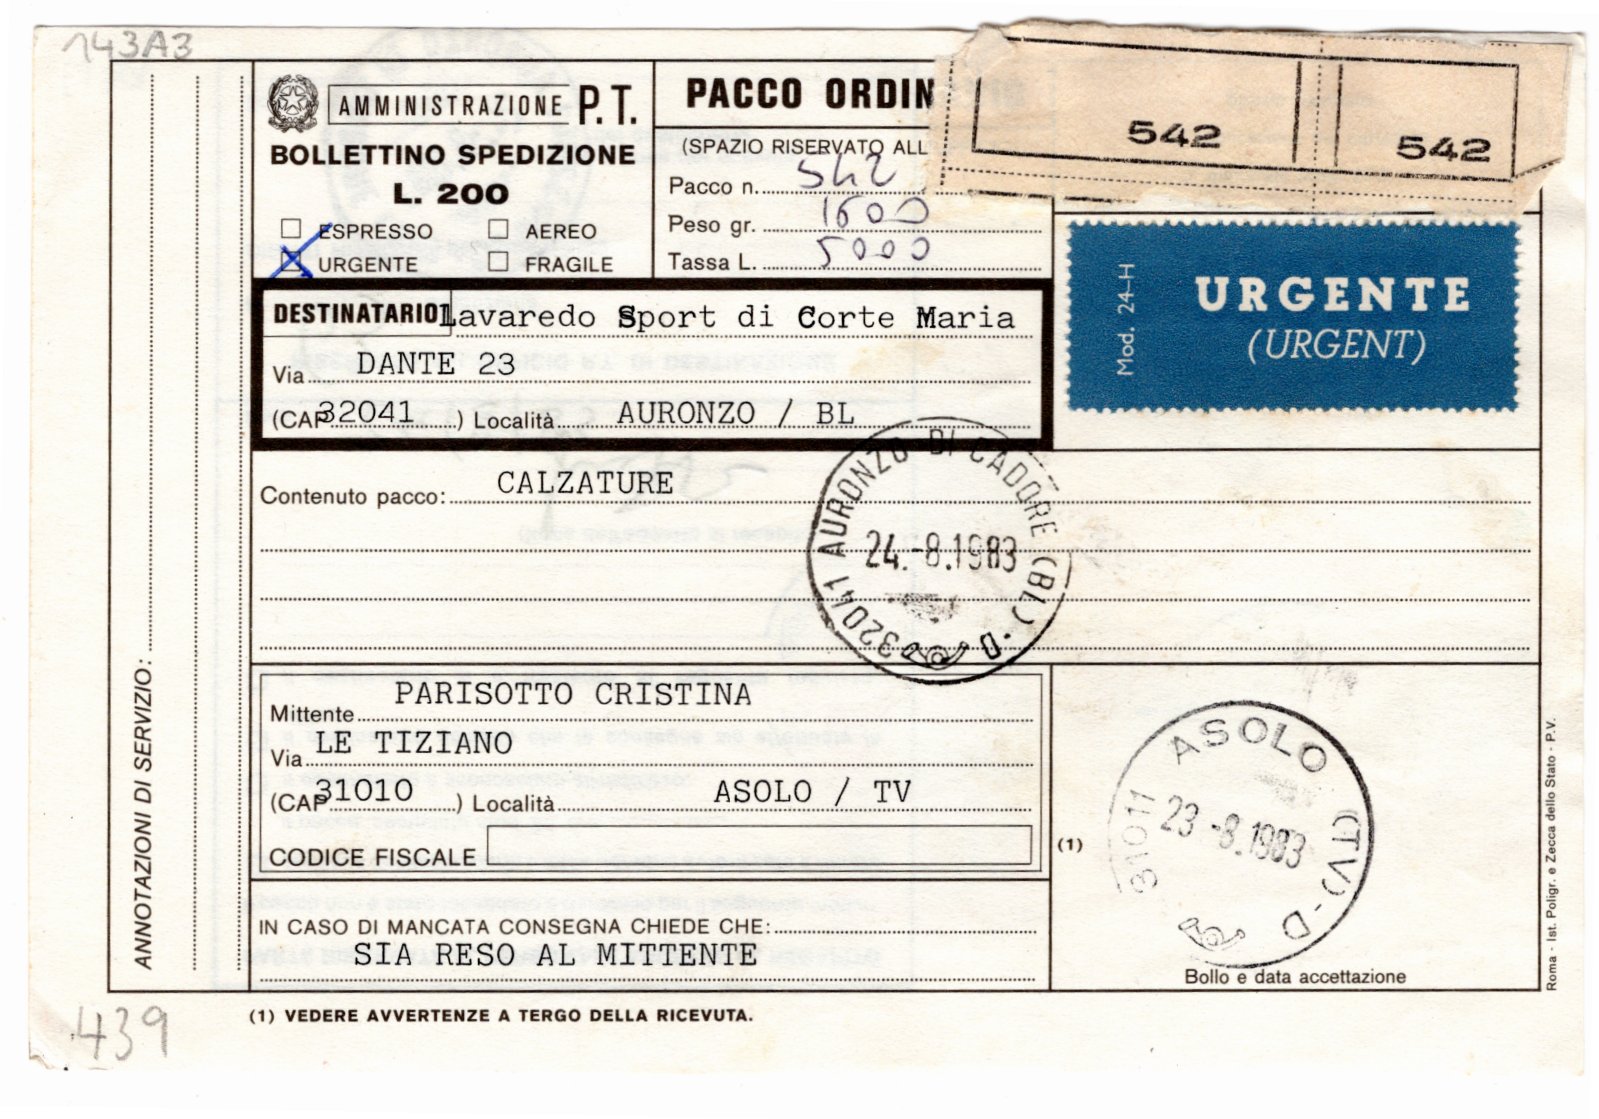 143A3
AMMINISTRAZIONE P.T.
BOLLETTINO SPEDIZIONE
L. 200
ESPRESSO AEREO
URGENTE FRAGILE
PACCO ORDIN
(SPAZIO RISERVATO ALL
Pacco n. 542
Peso gr. 1600
Tassa L. 5000
542 542
Mod. 24-H
URGENTE
(URGENT)
DESTINATARIO Lavaredo Sport di Corte Maria
Via DANTE 23
(CAP 32041 ) Località AURONZO / BL
Contenuto pacco: CALZATURE
32041 AURONZO DI CADORE (BL) - D
24.-8.1983
Mittente PARISOTTO CRISTINA
Via LE TIZIANO
(CAP 31010 ) Località ASOLO / TV
CODICE FISCALE
IN CASO DI MANCATA CONSEGNA CHIEDE CHE:
SIA RESO AL MITTENTE
(1)
31011 ASOLO (TV) - D
23-8.1983
Bollo e data accettazione
ANNOTAZIONI DI SERVIZIO:
Roma - Ist. Poligr. e Zecca dello Stato - P.V.
(1) VEDERE AVVERTENZE A TERGO DELLA RICEVUTA.
439